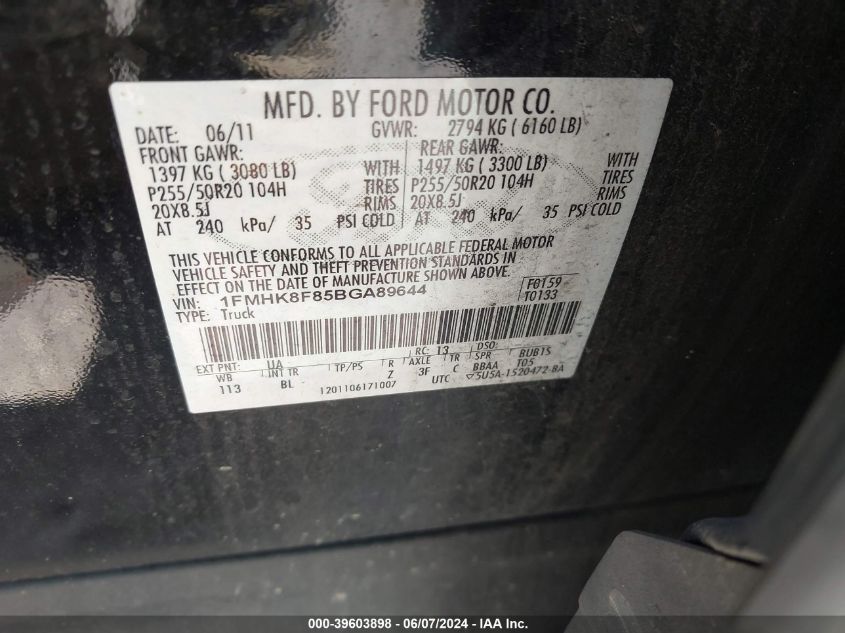 MFD. BY FORD MOTOR CO.
DATE: 06/11 GVWR: 2794 KG ( 6160 LB)
FRONT GAWR: REAR GAWR:
1397 KG ( 3080 LB) WITH 1497 KG ( 3300 LB) WITH
P255/50R20 104H TIRES P255/50R20 104H TIRES
20X8.5J RIMS 20X8.5J RIMS
AT 240 kPa/ 35 PSI COLD AT 240 kPa/ 35 PSI COLD
THIS VEHICLE CONFORMS TO ALL APPLICABLE FEDERAL MOTOR
VEHICLE SAFETY AND THEFT PREVENTION STANDARDS IN
EFFECT ON THE DATE OF MANUFACTURE SHOWN ABOVE.
VIN: 1FMHK8F85BGA89644 F0159
TYPE: Truck T0133
EXT PNT: UA RC: 13 DSO:
WB INT TR TP/PS R AXLE TR SPR BUB1S
113 BL Z 3F C BBAA T05
1201106171007 UTC ▽5U5A-1520472-BA
000-39603898 - 06/07/2024 - IAA Inc.